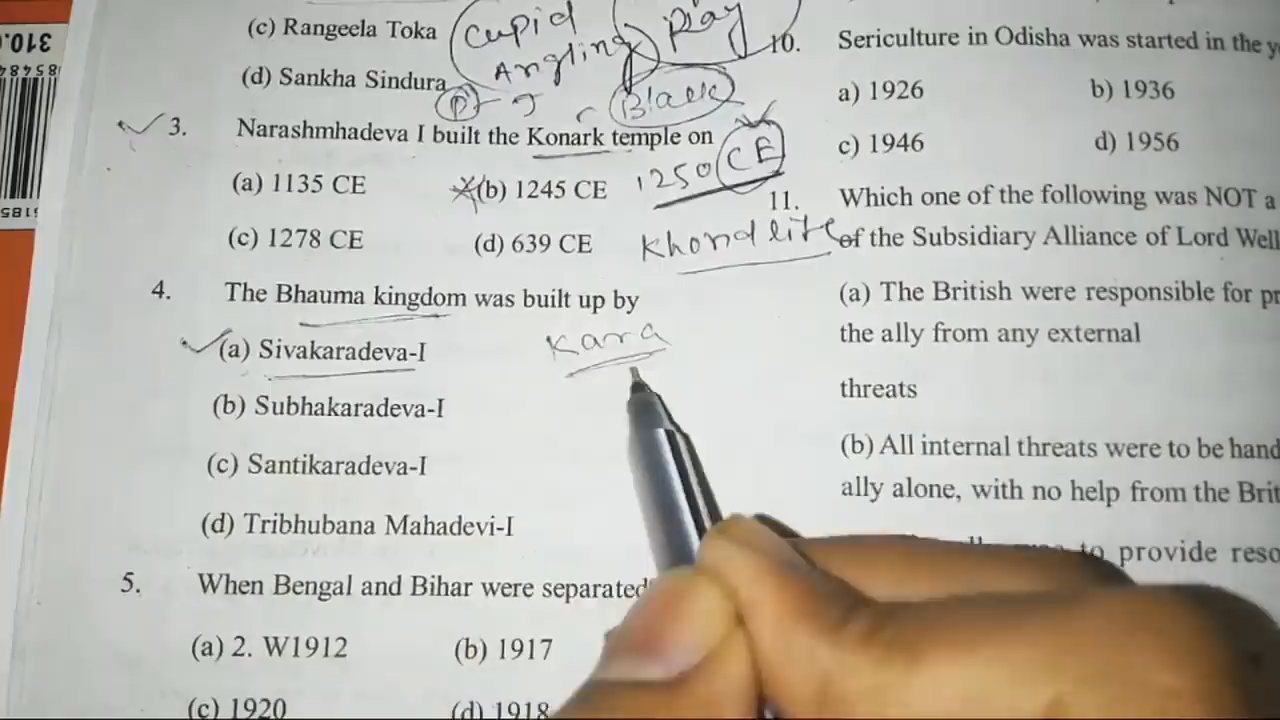 310.0
85484
5185
(c) Rangeela Toka
(d) Sankha Sindura
Cupid
Angling
Play
Black
3. Narashmhadeva I built the Konark temple on
(a) 1135 CE (b) 1245 CE
1250 CE
(c) 1278 CE (d) 639 CE
Khondlite
4. The Bhauma kingdom was built up by
(a) Sivakaradeva-I
Kara
(b) Subhakaradeva-I
(c) Santikaradeva-I
(d) Tribhubana Mahadevi-I
5. When Bengal and Bihar were separated
(a) 2. W1912 (b) 1917
(c) 1920 (d) 1918
10. Sericulture in Odisha was started in the y
a) 1926 b) 1936
c) 1946 d) 1956
11. Which one of the following was NOT a
of the Subsidiary Alliance of Lord Well
(a) The British were responsible for pr
the ally from any external
threats
(b) All internal threats were to be hand
ally alone, with no help from the Brit
to provide reso